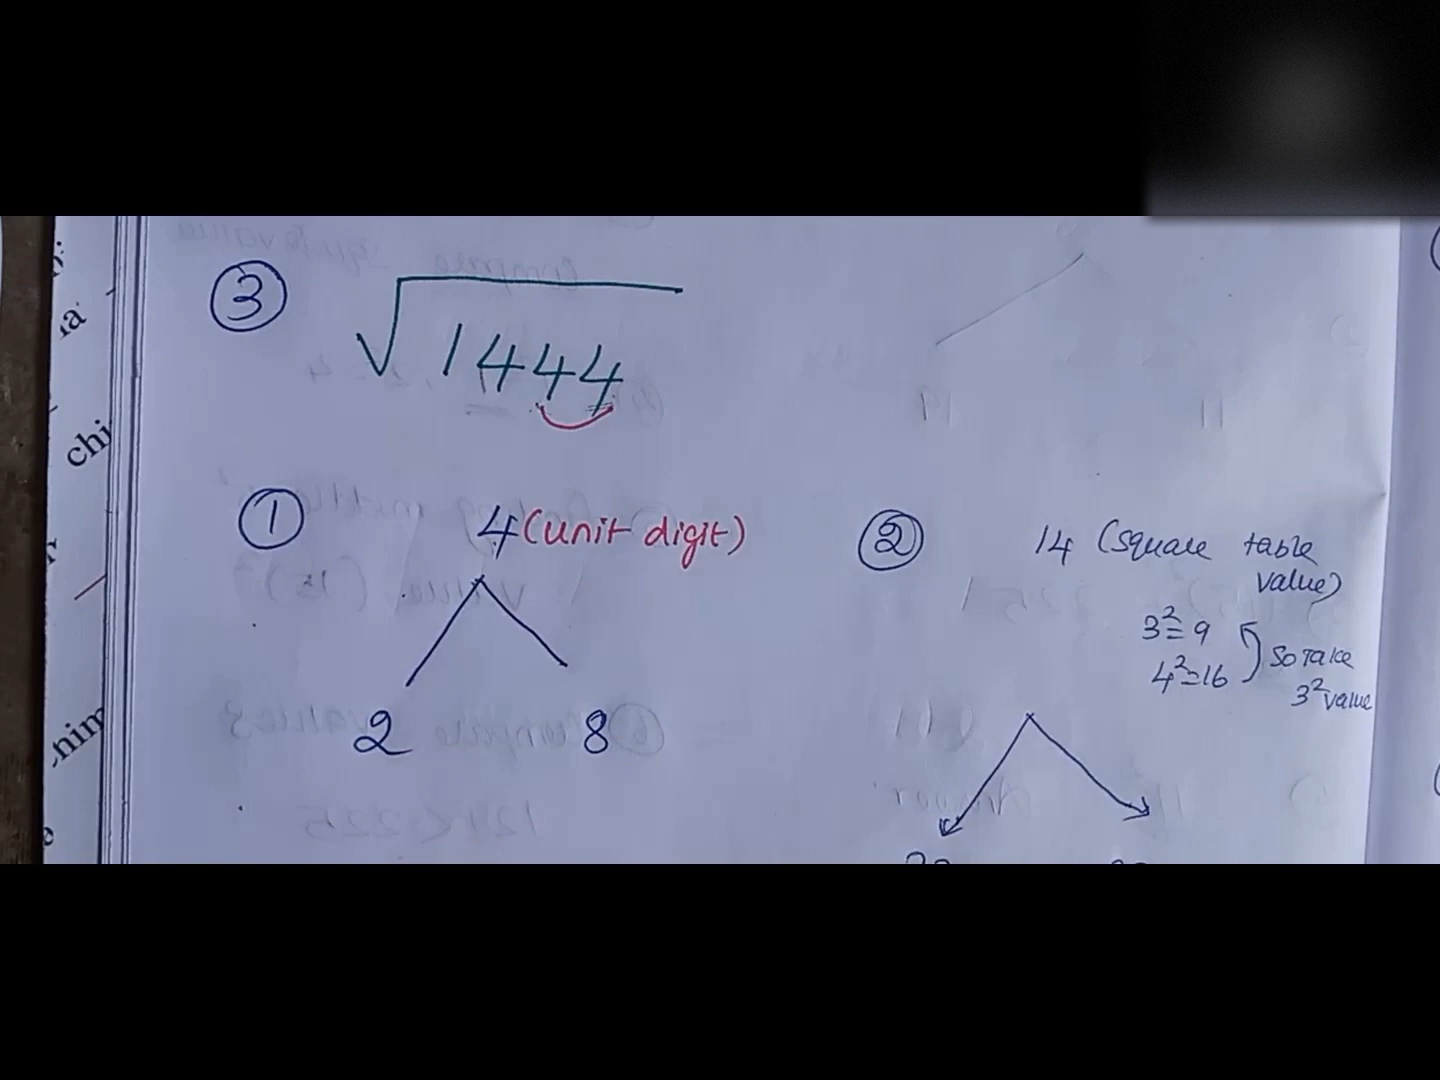 ③
√1444
① 4 (unit digit)
2 8
② 14 (square table
value)
3²=9
4²=16
So Take
3² value
chi